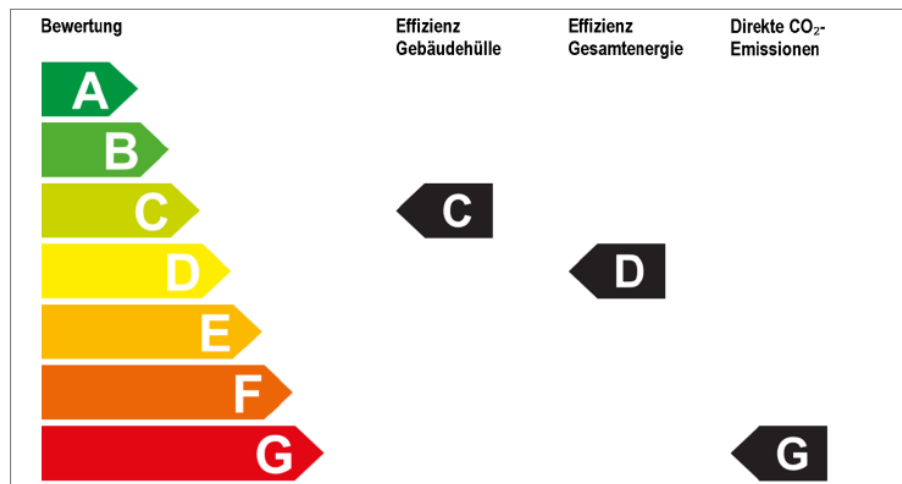 Bewertung
Effizienz
Gebäudehülle
Effizienz
Gesamtenergie
Direkte CO₂-
Emissionen
A
B
C
C
D
D
E
F
G
G